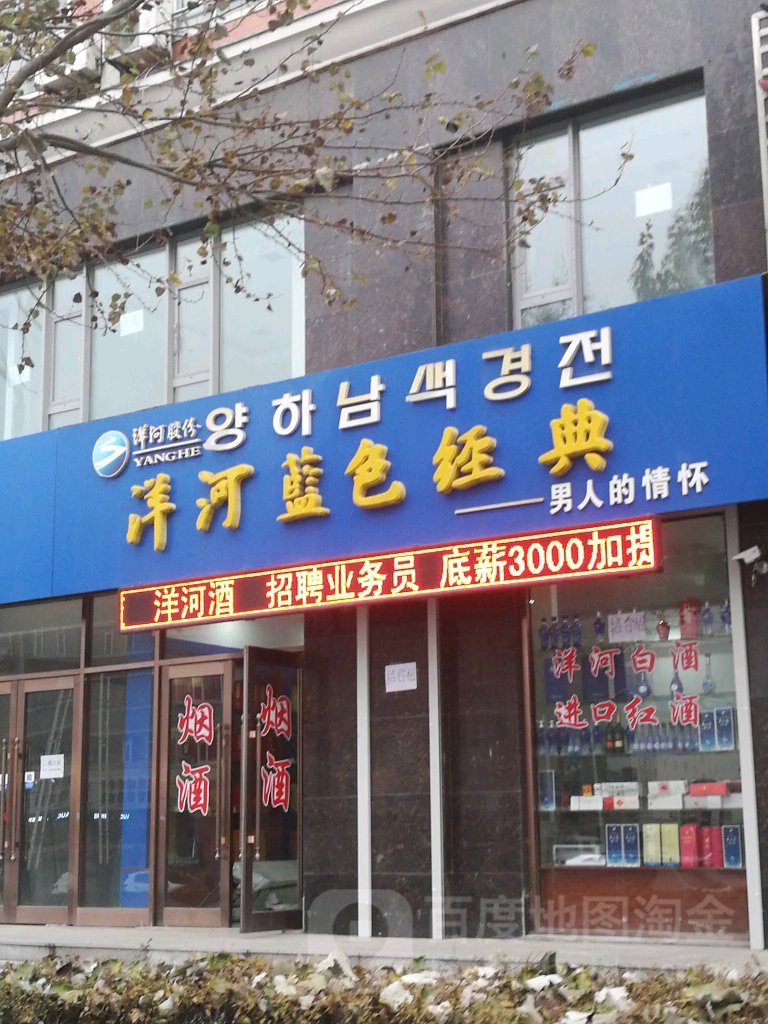 양하남색경전
洋河股份
YANGHE
洋河蓝色经典
——男人的情怀
洋河酒 招聘业务员 底薪3000加提
洋河白酒
进口红酒
烟酒
烟酒
百度地图淘金